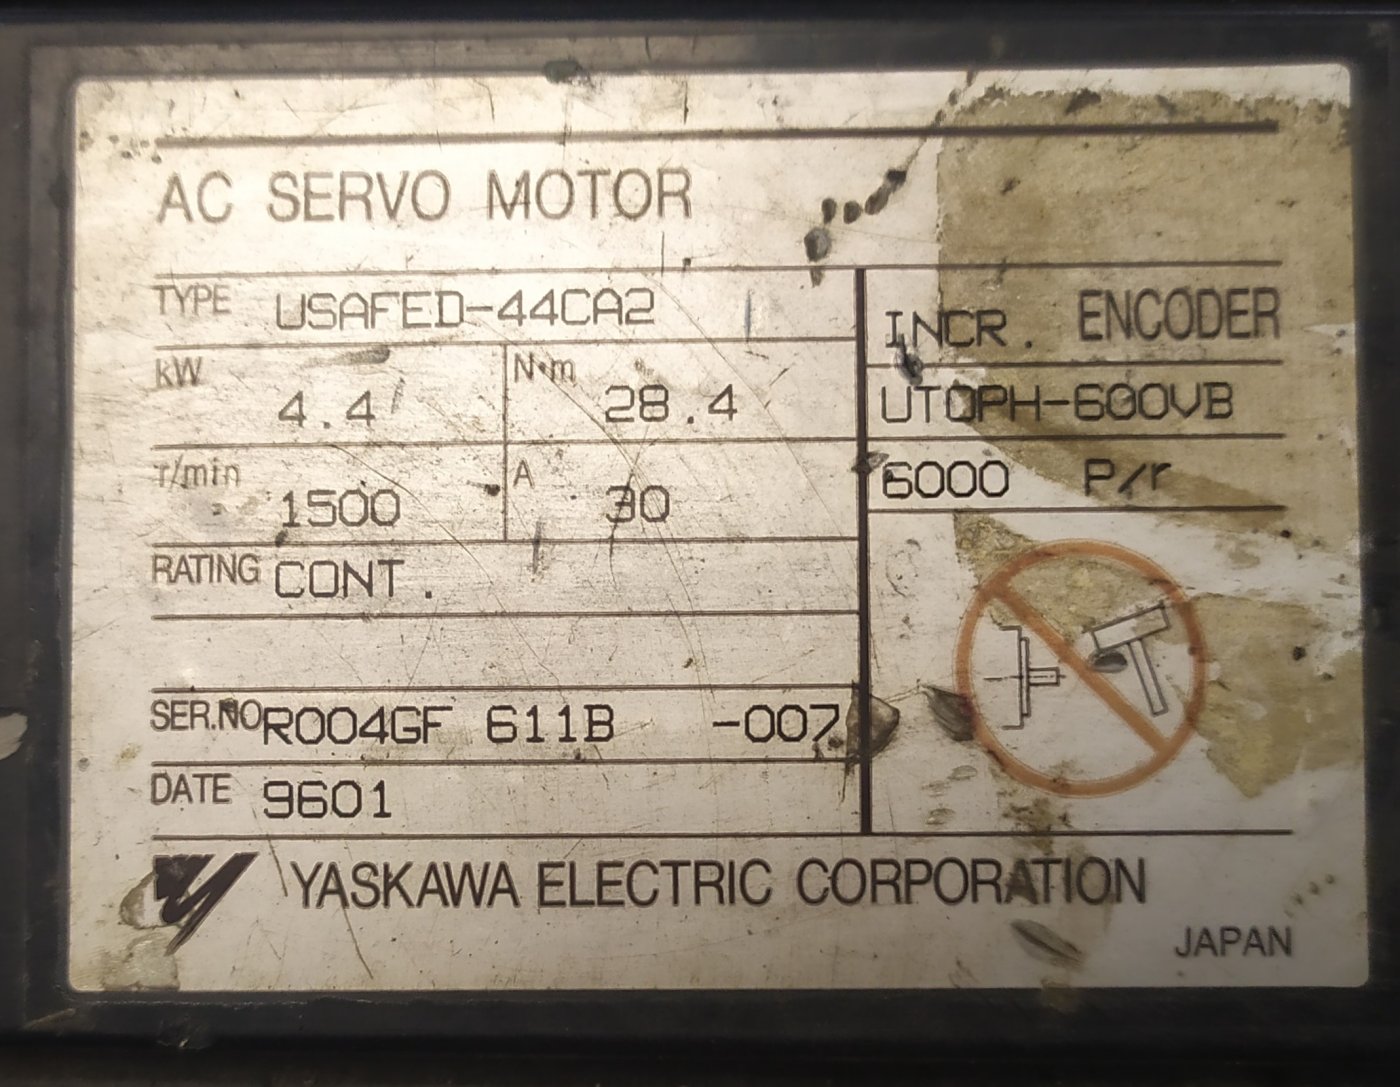 AC SERVO MOTOR
TYPE USAFED-44CA2
INCR. ENCODER
kW 4.4 N·m 28.4
UTOPH-600VB
r/min 1500 A 30
6000 P/r
RATING CONT.
SER.NO R004GF 611B -007
DATE 9601
YASKAWA ELECTRIC CORPORATION
JAPAN